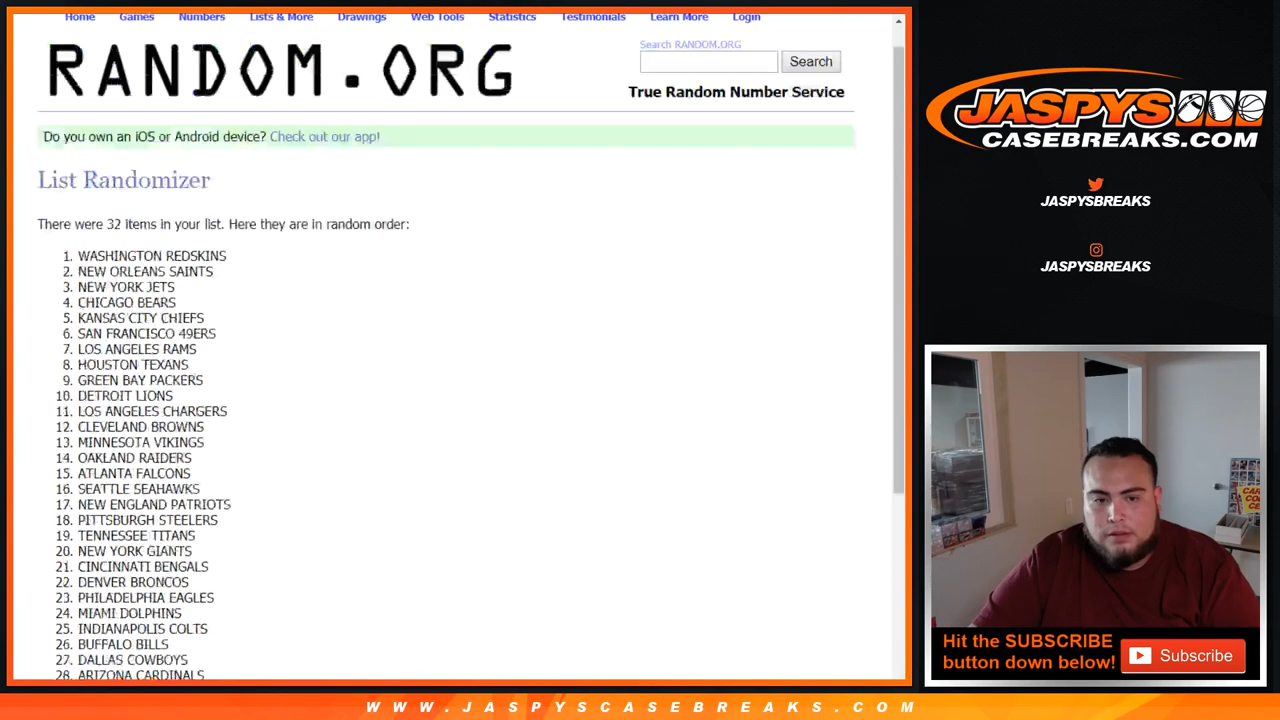 Home Games Numbers Lists & More Drawings Web Tools Statistics Testimonials Learn More Login
RANDOM.ORG
Search RANDOM.ORG
Search
True Random Number Service
Do you own an iOS or Android device? Check out our app!
List Randomizer
There were 32 items in your list. Here they are in random order:
1. WASHINGTON REDSKINS
2. NEW ORLEANS SAINTS
3. NEW YORK JETS
4. CHICAGO BEARS
5. KANSAS CITY CHIEFS
6. SAN FRANCISCO 49ERS
7. LOS ANGELES RAMS
8. HOUSTON TEXANS
9. GREEN BAY PACKERS
10. DETROIT LIONS
11. LOS ANGELES CHARGERS
12. CLEVELAND BROWNS
13. MINNESOTA VIKINGS
14. OAKLAND RAIDERS
15. ATLANTA FALCONS
16. SEATTLE SEAHAWKS
17. NEW ENGLAND PATRIOTS
18. PITTSBURGH STEELERS
19. TENNESSEE TITANS
20. NEW YORK GIANTS
21. CINCINNATI BENGALS
22. DENVER BRONCOS
23. PHILADELPHIA EAGLES
24. MIAMI DOLPHINS
25. INDIANAPOLIS COLTS
26. BUFFALO BILLS
27. DALLAS COWBOYS
28. ARIZONA CARDINALS
JASPYS
CASEBREAKS.COM
JASPYSBREAKS
JASPYSBREAKS
Hit the SUBSCRIBE
button down below!
Subscribe
WWW.JASPYSCASEBREAKS.COM